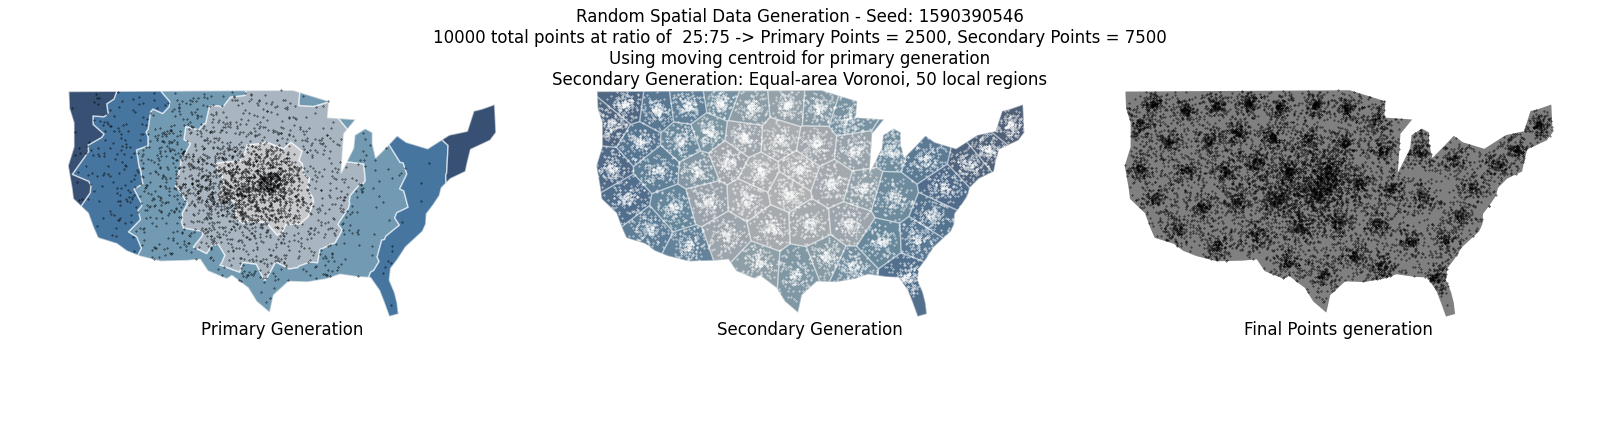 Random Spatial Data Generation - Seed: 1590390546
10000 total points at ratio of  25:75 -> Primary Points = 2500, Secondary Points = 7500
Using moving centroid for primary generation
Secondary Generation: Equal-area Voronoi, 50 local regions
Primary Generation
Secondary Generation
Final Points generation